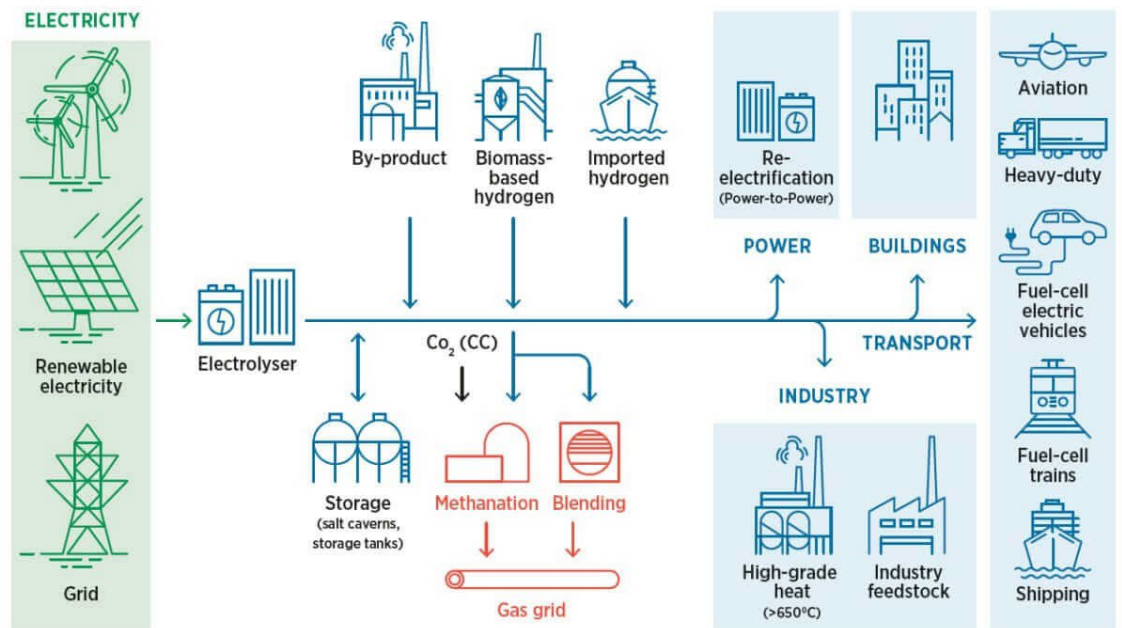 ELECTRICITY
Renewable
electricity
Grid
Electrolyser
By-product
Biomass-
based
hydrogen
Imported
hydrogen
Storage
(salt caverns,
storage tanks)
Co₂ (CC)
Methanation
Blending
Gas grid
Re-
electrification
(Power-to-Power)
POWER
BUILDINGS
TRANSPORT
INDUSTRY
High-grade
heat
(>650ºC)
Industry
feedstock
Aviation
Heavy-duty
Fuel-cell
electric
vehicles
Fuel-cell
trains
Shipping